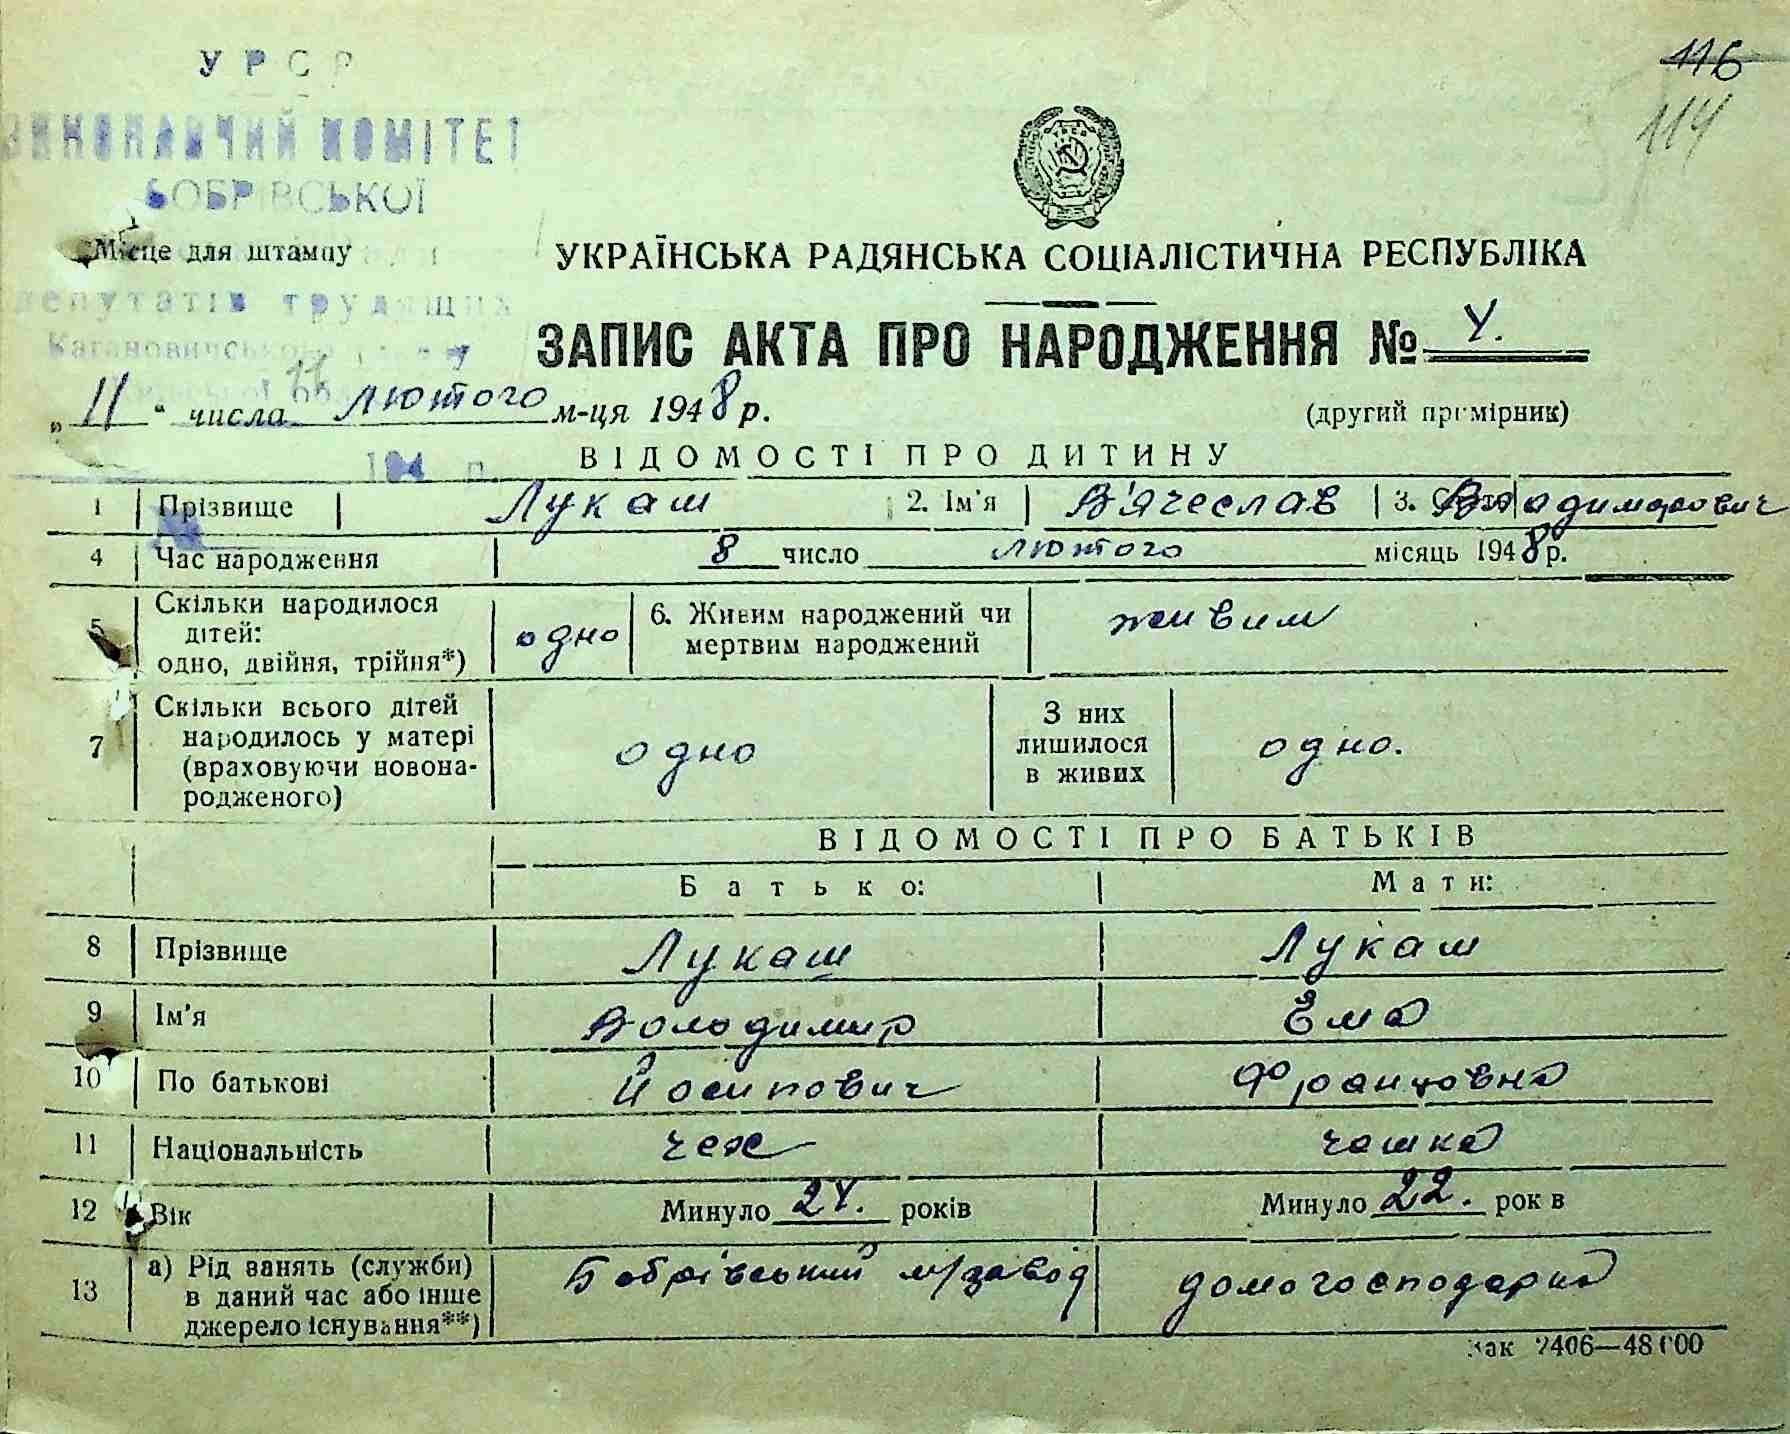 УРСР
116
114
ВИКОНАВЧИЙ КОМІТЕТ
БОБРІВСЬКОЇ
Місце для штампу
УКРАЇНСЬКА РАДЯНСЬКА СОЦІАЛІСТИЧНА РЕСПУБЛІКА
депутатів трудящих
ЗАПИС АКТА ПРО НАРОДЖЕННЯ № 4.
Кагановичського
„11“ числа лютого м-ця 1948 р.
(другий примірник)
194 р.
ВІДОМОСТІ ПРО ДИТИНУ
1 Прізвище Лукаш 2. Ім'я В'ячеслав 3. Володимирович
4 Час народження 8 число лютого місяць 1948 р.
5 Скільки народилося дітей: одно, двійня, трійня*) одно 6. Живим народжений чи мертвим народжений живим
7 Скільки всього дітей народилось у матері (враховуючи новонародженого) одно З них лишилося в живих одно.
ВІДОМОСТІ ПРО БАТЬКІВ
Батько: Мати:
8 Прізвище Лукаш Лукаш
9 Ім'я Володимир Ема
10 По батькові Йосипович Францовна
11 Національність чех чешка
12 Вік Минуло 24. років Минуло 22. років
13 а) Рід занять (служби) в даний час або інше джерело існування**) Бобрівський м/завод домогосподарка
Зак 2406—48 000